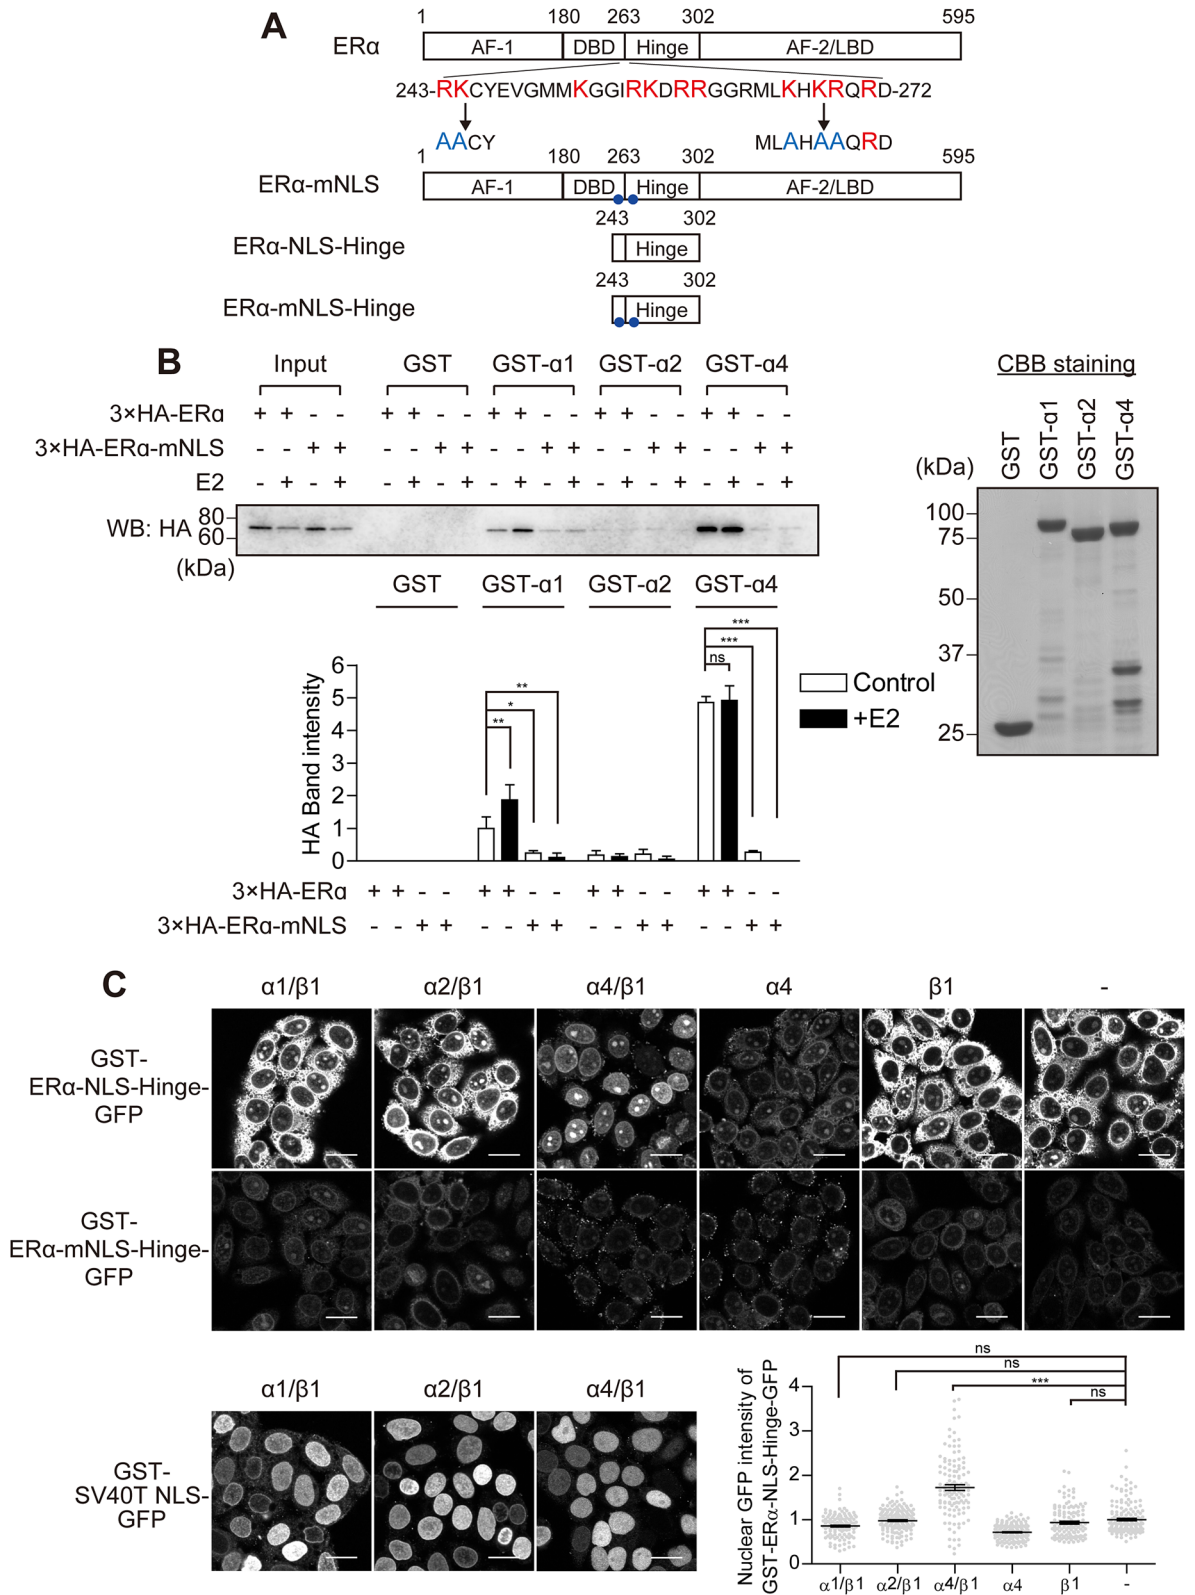 A
1 180 263 302 595
ERα AF-1 DBD Hinge AF-2/LBD
243-RKCYEVGMMKGGIRKDRRGGRMLKHKRQRD-272
AACY MLAHAAQRD
1 180 263 302 595
ERα-mNLS AF-1 DBD Hinge AF-2/LBD
243 302
ERα-NLS-Hinge Hinge
243 302
ERα-mNLS-Hinge Hinge
B
Input GST GST-α1 GST-α2 GST-α4
3×HA-ERα + + - - + + - - + + - - + + - - + + - -
3×HA-ERα-mNLS - - + + - - + + - - + + - - + + - - + +
E2 - + - + - + - + - + - + - + - + - + - +
WB: HA
80
60
(kDa)
CBB staining
GST
GST-α1
GST-α2
GST-α4
(kDa)
100
75
50
37
25
GST GST-α1 GST-α2 GST-α4
HA Band intensity
6
5
4
3
2
1
0
**
*
**
***
***
ns
Control
+E2
3×HA-ERα + + - - + + - - + + - - + + - -
3×HA-ERα-mNLS - - + + - - + + - - + + - - + +
C
α1/β1 α2/β1 α4/β1 α4 β1 -
GST-
ERα-NLS-Hinge-
GFP
GST-
ERα-mNLS-Hinge-
GFP
α1/β1 α2/β1 α4/β1
GST-
SV40T NLS-
GFP
Nuclear GFP intensity of
GST-ERα-NLS-Hinge-GFP
ns
ns
***
ns
4
3
2
1
0
α1/β1 α2/β1 α4/β1 α4 β1 -